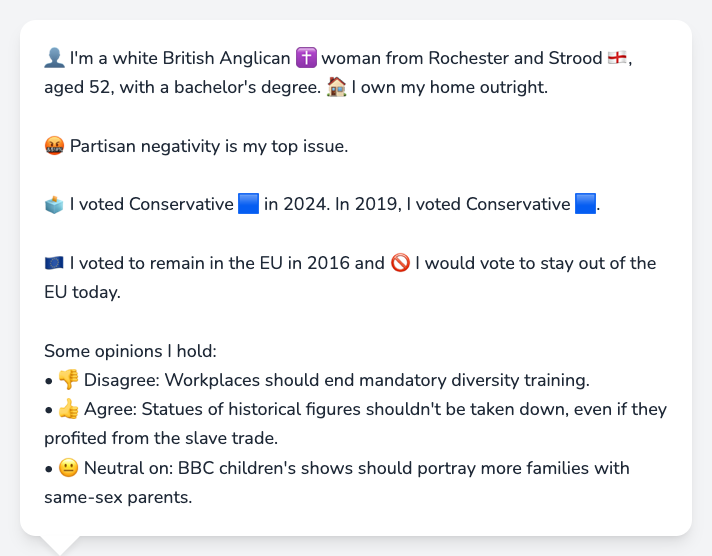 👤 I'm a white British Anglican ✝️ woman from Rochester and Strood 🏴󠁧󠁢󠁥󠁮󠁧󠁿,
aged 52, with a bachelor's degree. 🏠 I own my home outright.
🤬 Partisan negativity is my top issue.
🗳️ I voted Conservative 🟦 in 2024. In 2019, I voted Conservative 🟦.
🇪🇺 I voted to remain in the EU in 2016 and 🚫 I would vote to stay out of the
EU today.
Some opinions I hold:
• 👎 Disagree: Workplaces should end mandatory diversity training.
• 👍 Agree: Statues of historical figures shouldn't be taken down, even if they
profited from the slave trade.
• 😐 Neutral on: BBC children's shows should portray more families with
same-sex parents.